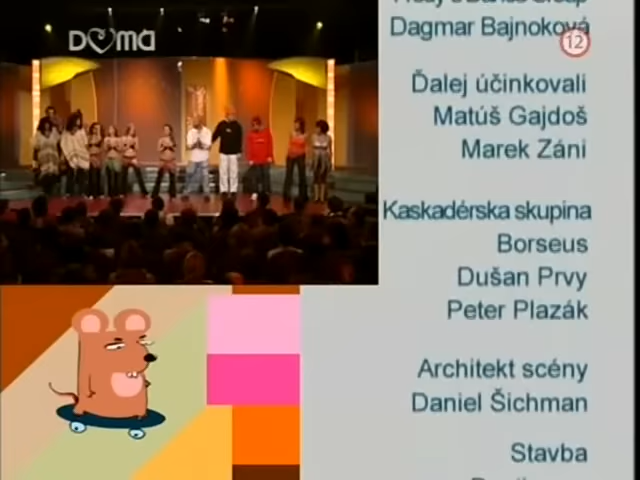 DOMA
Dagmar Bajnoková
12
Ďalej účinkovali
Matúš Gajdoš
Marek Záni
Kaskadérska skupina
Borseus
Dušan Prvy
Peter Plazák
Architekt scény
Daniel Šichman
Stavba